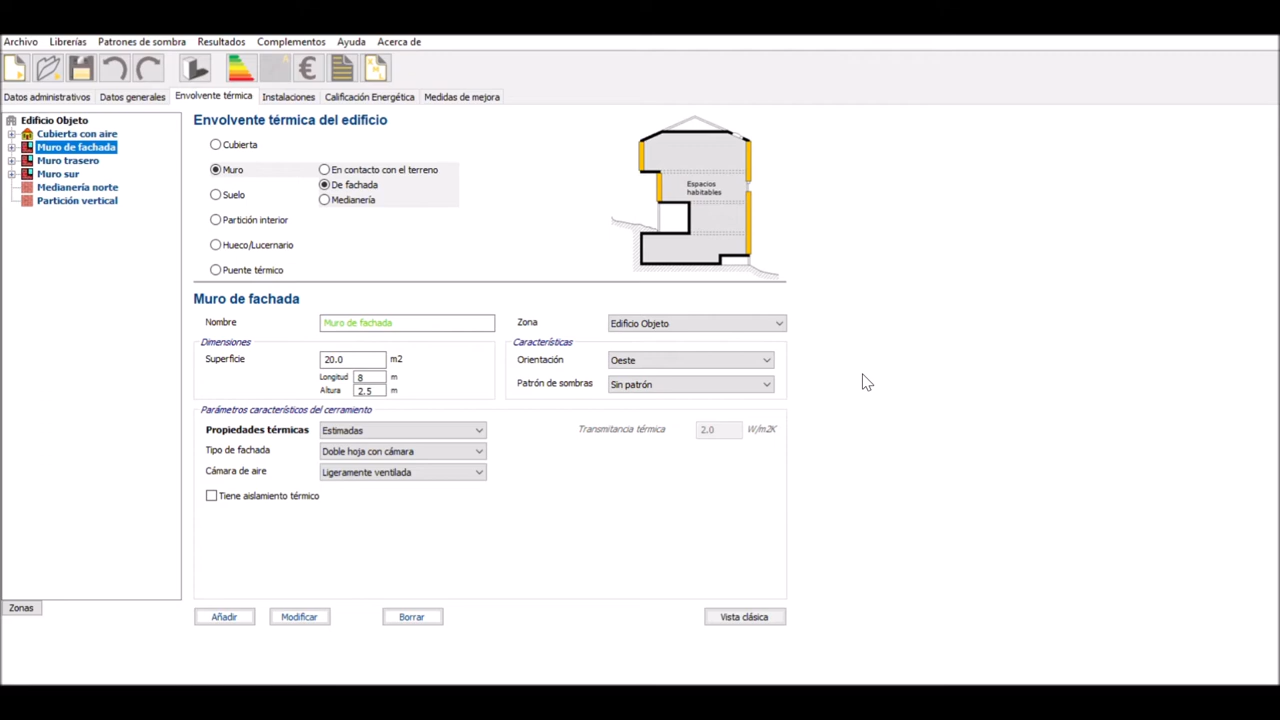 Archivo Librerías Patrones de sombra Resultados Complementos Ayuda Acerca de
Datos administrativos Datos generales Envolvente térmica Instalaciones Calificación Energética Medidas de mejora
Edificio Objeto
Cubierta con aire
Muro de fachada
Muro trasero
Muro sur
Medianería norte
Partición vertical
Zonas
Envolvente térmica del edificio
Cubierta
Muro
En contacto con el terreno
De fachada
Medianería
Suelo
Partición interior
Hueco/Lucernario
Puente térmico
Espacios
habitables
Muro de fachada
Nombre Muro de fachada Zona Edificio Objeto
Dimensiones
Superficie 20.0 m2
Longitud 8 m
Altura 2.5 m
Características
Orientación Oeste
Patrón de sombras Sin patrón
Parámetros característicos del cerramiento
Propiedades térmicas Estimadas Transmitancia térmica 2.0 W/m2K
Tipo de fachada Doble hoja con cámara
Cámara de aire Ligeramente ventilada
Tiene aislamiento térmico
Añadir Modificar Borrar Vista clásica